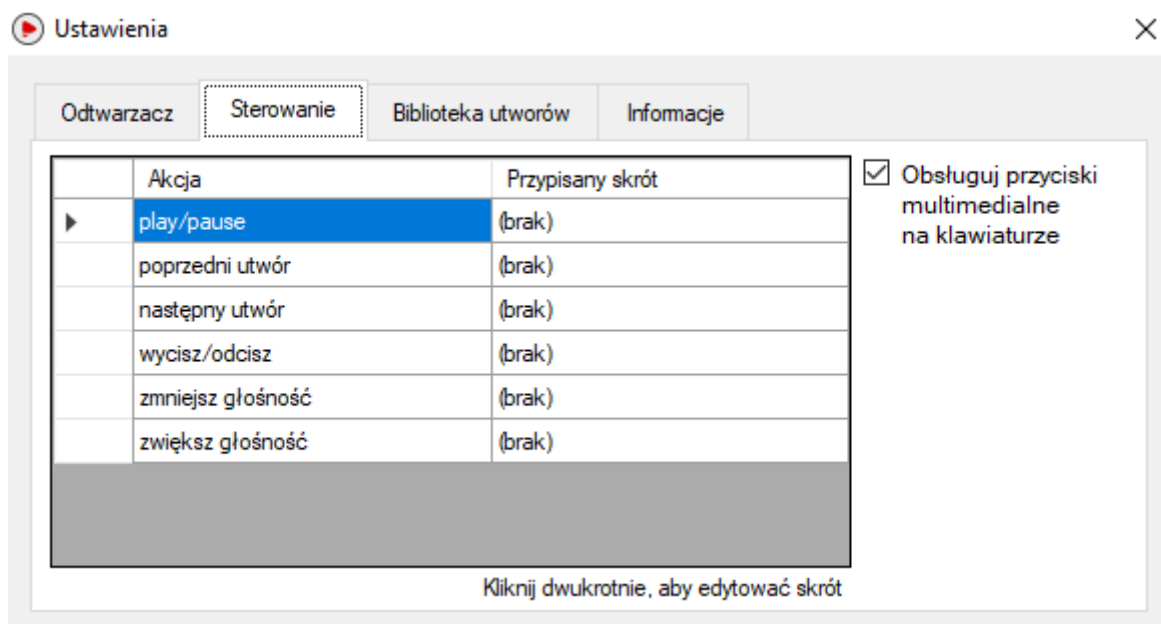 Ustawienia
Odtwarzacz Sterowanie Biblioteka utworów Informacje
Akcja Przypisany skrót
play/pause (brak)
poprzedni utwór (brak)
następny utwór (brak)
wycisz/odcisz (brak)
zmniejsz głośność (brak)
zwiększ głośność (brak)
Kliknij dwukrotnie, aby edytować skrót
Obsługuj przyciski
multimedialne
na klawiaturze